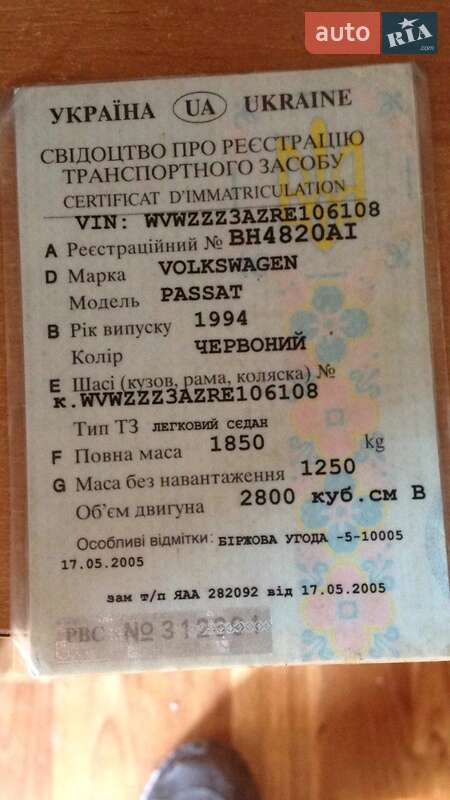 auto RIA.com
УКРАЇНА UA UKRAINE
СВІДОЦТВО ПРО РЕЄСТРАЦІЮ
ТРАНСПОРТНОГО ЗАСОБУ
CERTIFICAT D'IMMATRICULATION
VIN: WVWZZZ3AZRE106108
A Реєстраційний № BH4820AI
D Марка VOLKSWAGEN
Модель PASSAT
B Рік випуску 1994
Колір ЧЕРВОНИЙ
E Шасі (кузов, рама, коляска) №
к.WVWZZZ3AZRE106108
Тип ТЗ ЛЕГКОВИЙ СЄДАН
F Повна маса 1850 kg
G Маса без навантаження 1250
Об'єм двигуна 2800 куб.см B
Особливі відмітки: БІРЖОВА УГОДА -5-10005
17.05.2005
зам т/п ЯАА 282092 від 17.05.2005
РВС №